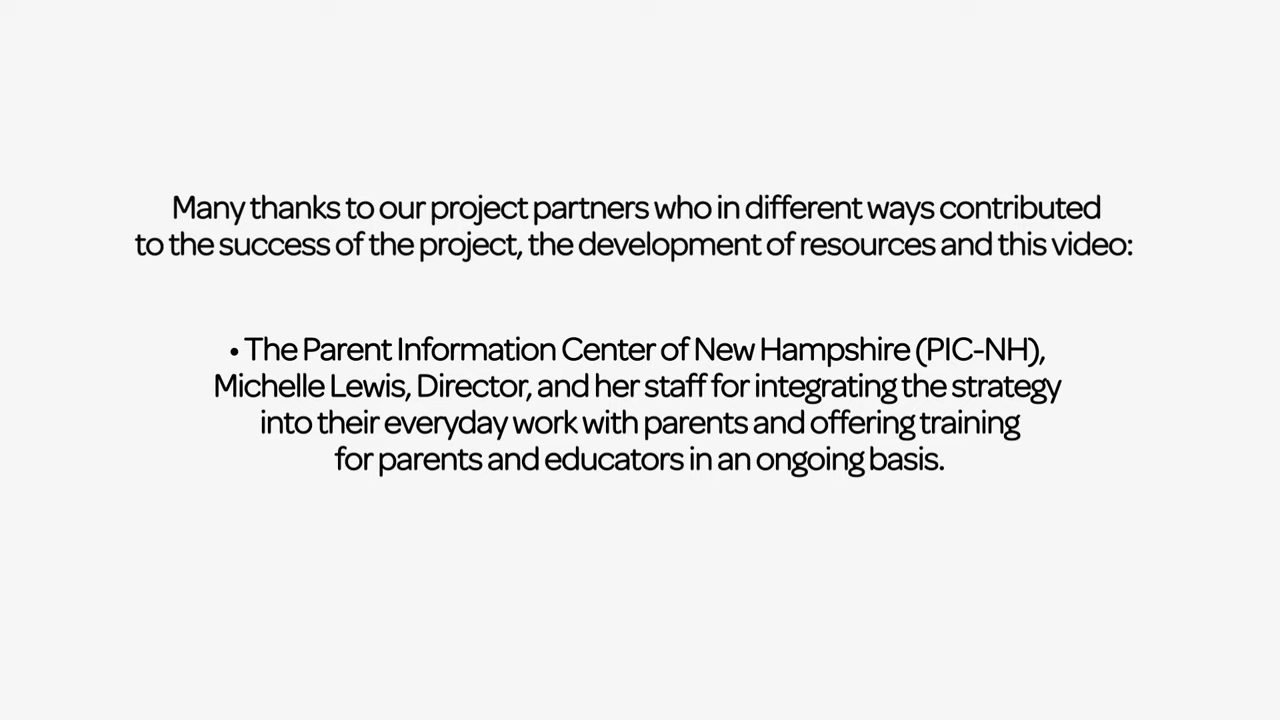 Many thanks to our project partners who in different ways contributed
to the success of the project, the development of resources and this video:
• The Parent Information Center of New Hampshire (PIC-NH),
Michelle Lewis, Director, and her staff for integrating the strategy
into their everyday work with parents and offering training
for parents and educators in an ongoing basis.